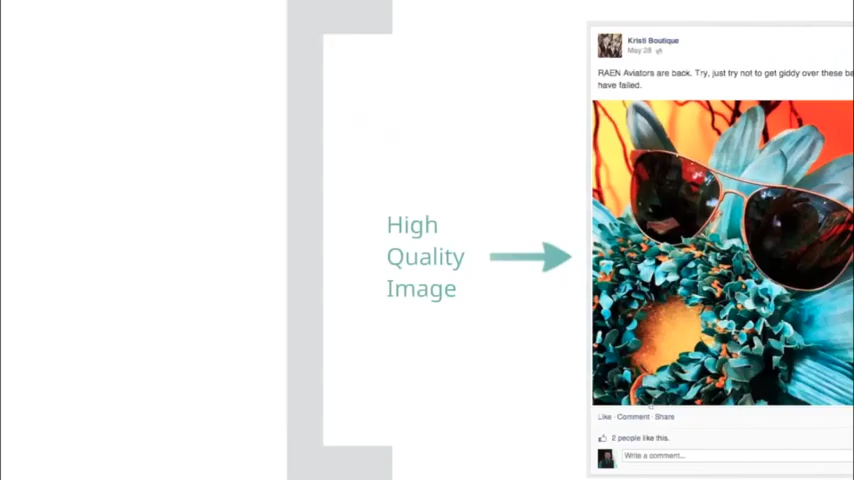 High
Quality
Image
Kristi Boutique
May 28
RAEN Aviators are back. Try, just try not to get giddy over these
have failed.
Like · Comment · Share
2 people like this.
Write a comment...